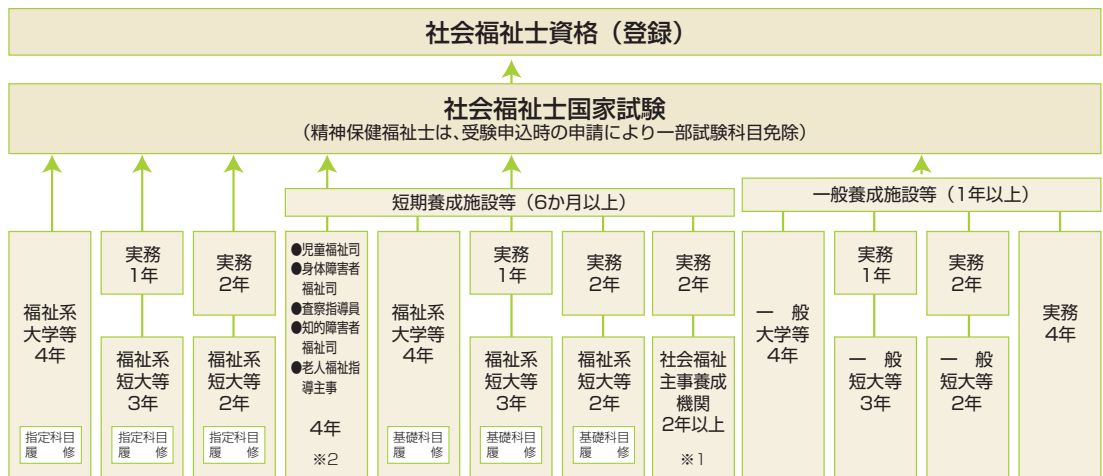 社会福祉士資格（登録）
社会福祉士国家試験
（精神保健福祉士は、受験申込時の申請により一部試験科目免除）
短期養成施設等（6か月以上）
一般養成施設等（1年以上）
福祉系
大学等
4年
指定科目
履　修
実務
1年
福祉系
短大等
3年
指定科目
履　修
実務
2年
福祉系
短大等
2年
指定科目
履　修
●児童福祉司
●身体障害者
福祉司
●査察指導員
●知的障害者
福祉司
●老人福祉指
導主事
4年
※2
福祉系
大学等
4年
基礎科目
履　修
実務
1年
福祉系
短大等
3年
基礎科目
履　修
実務
2年
福祉系
短大等
2年
基礎科目
履　修
実務
2年
社会福祉
主事養成
機関
2年以上
※1
一　般
大学等
4年
実務
1年
一　般
短大等
3年
実務
2年
一　般
短大等
2年
実務
4年